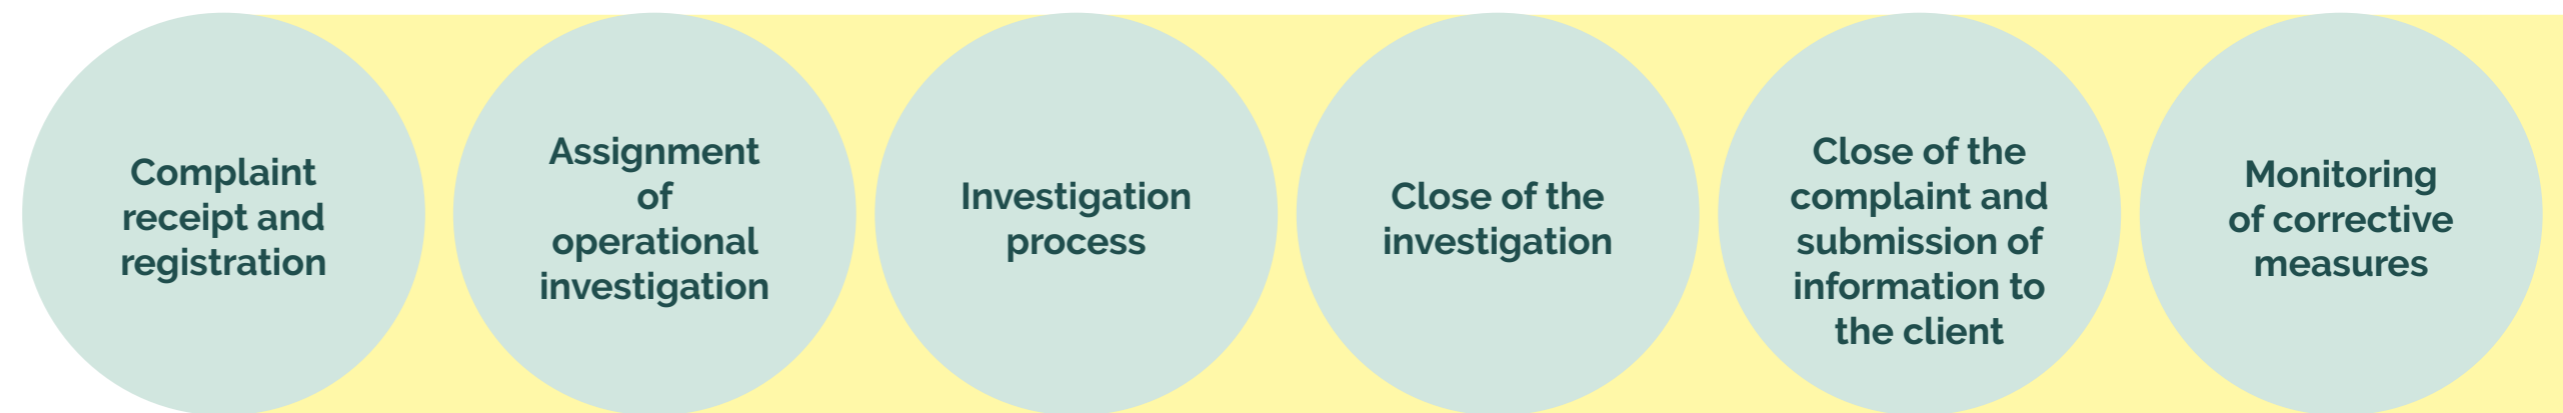 Complaint
receipt and
registration
Assignment
of
operational
investigation
Investigation
process
Close of the
investigation
Close of the
complaint and
submission of
information to
the client
Monitoring
of corrective
measures